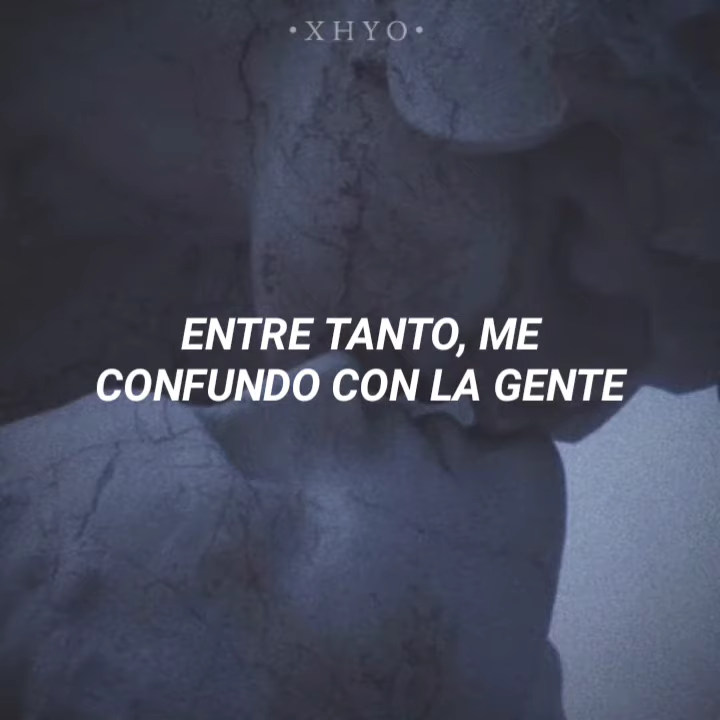 •XHYO•
ENTRE TANTO, ME
CONFUNDO CON LA GENTE